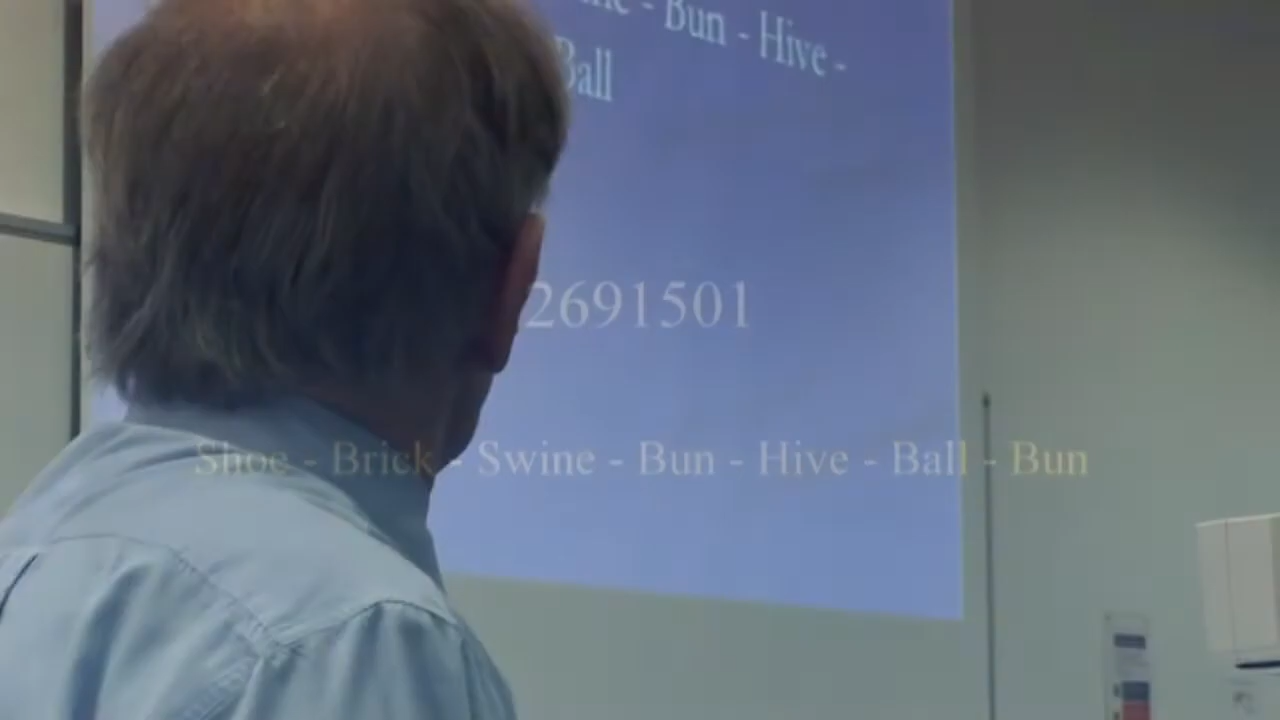 - Bun - Hive -
Ball
2691501
Shoe - Brick - Swine - Bun - Hive - Ball - Bun